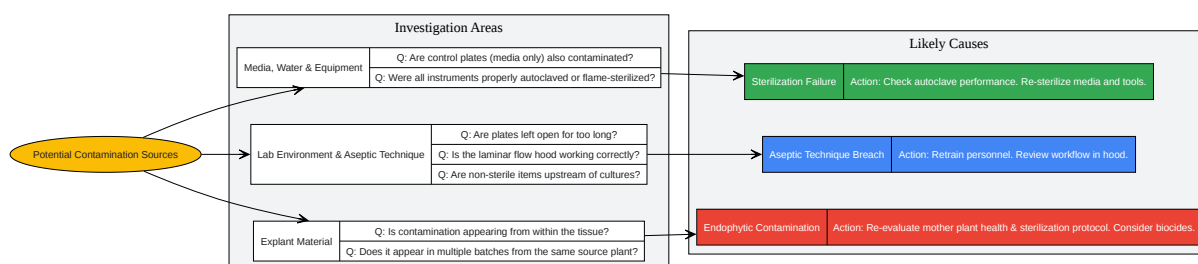 Investigation Areas
Likely Causes
Potential Contamination Sources
Media, Water & Equipment
Q: Are control plates (media only) also contaminated?
Q: Were all instruments properly autoclaved or flame-sterilized?
Sterilization Failure
Action: Check autoclave performance. Re-sterilize media and tools.
Lab Environment & Aseptic Technique
Q: Are plates left open for too long?
Q: Is the laminar flow hood working correctly?
Q: Are non-sterile items upstream of cultures?
Aseptic Technique Breach
Action: Retrain personnel. Review workflow in hood.
Explant Material
Q: Is contamination appearing from within the tissue?
Q: Does it appear in multiple batches from the same source plant?
Endophytic Contamination
Action: Re-evaluate mother plant health & sterilization protocol. Consider biocides.